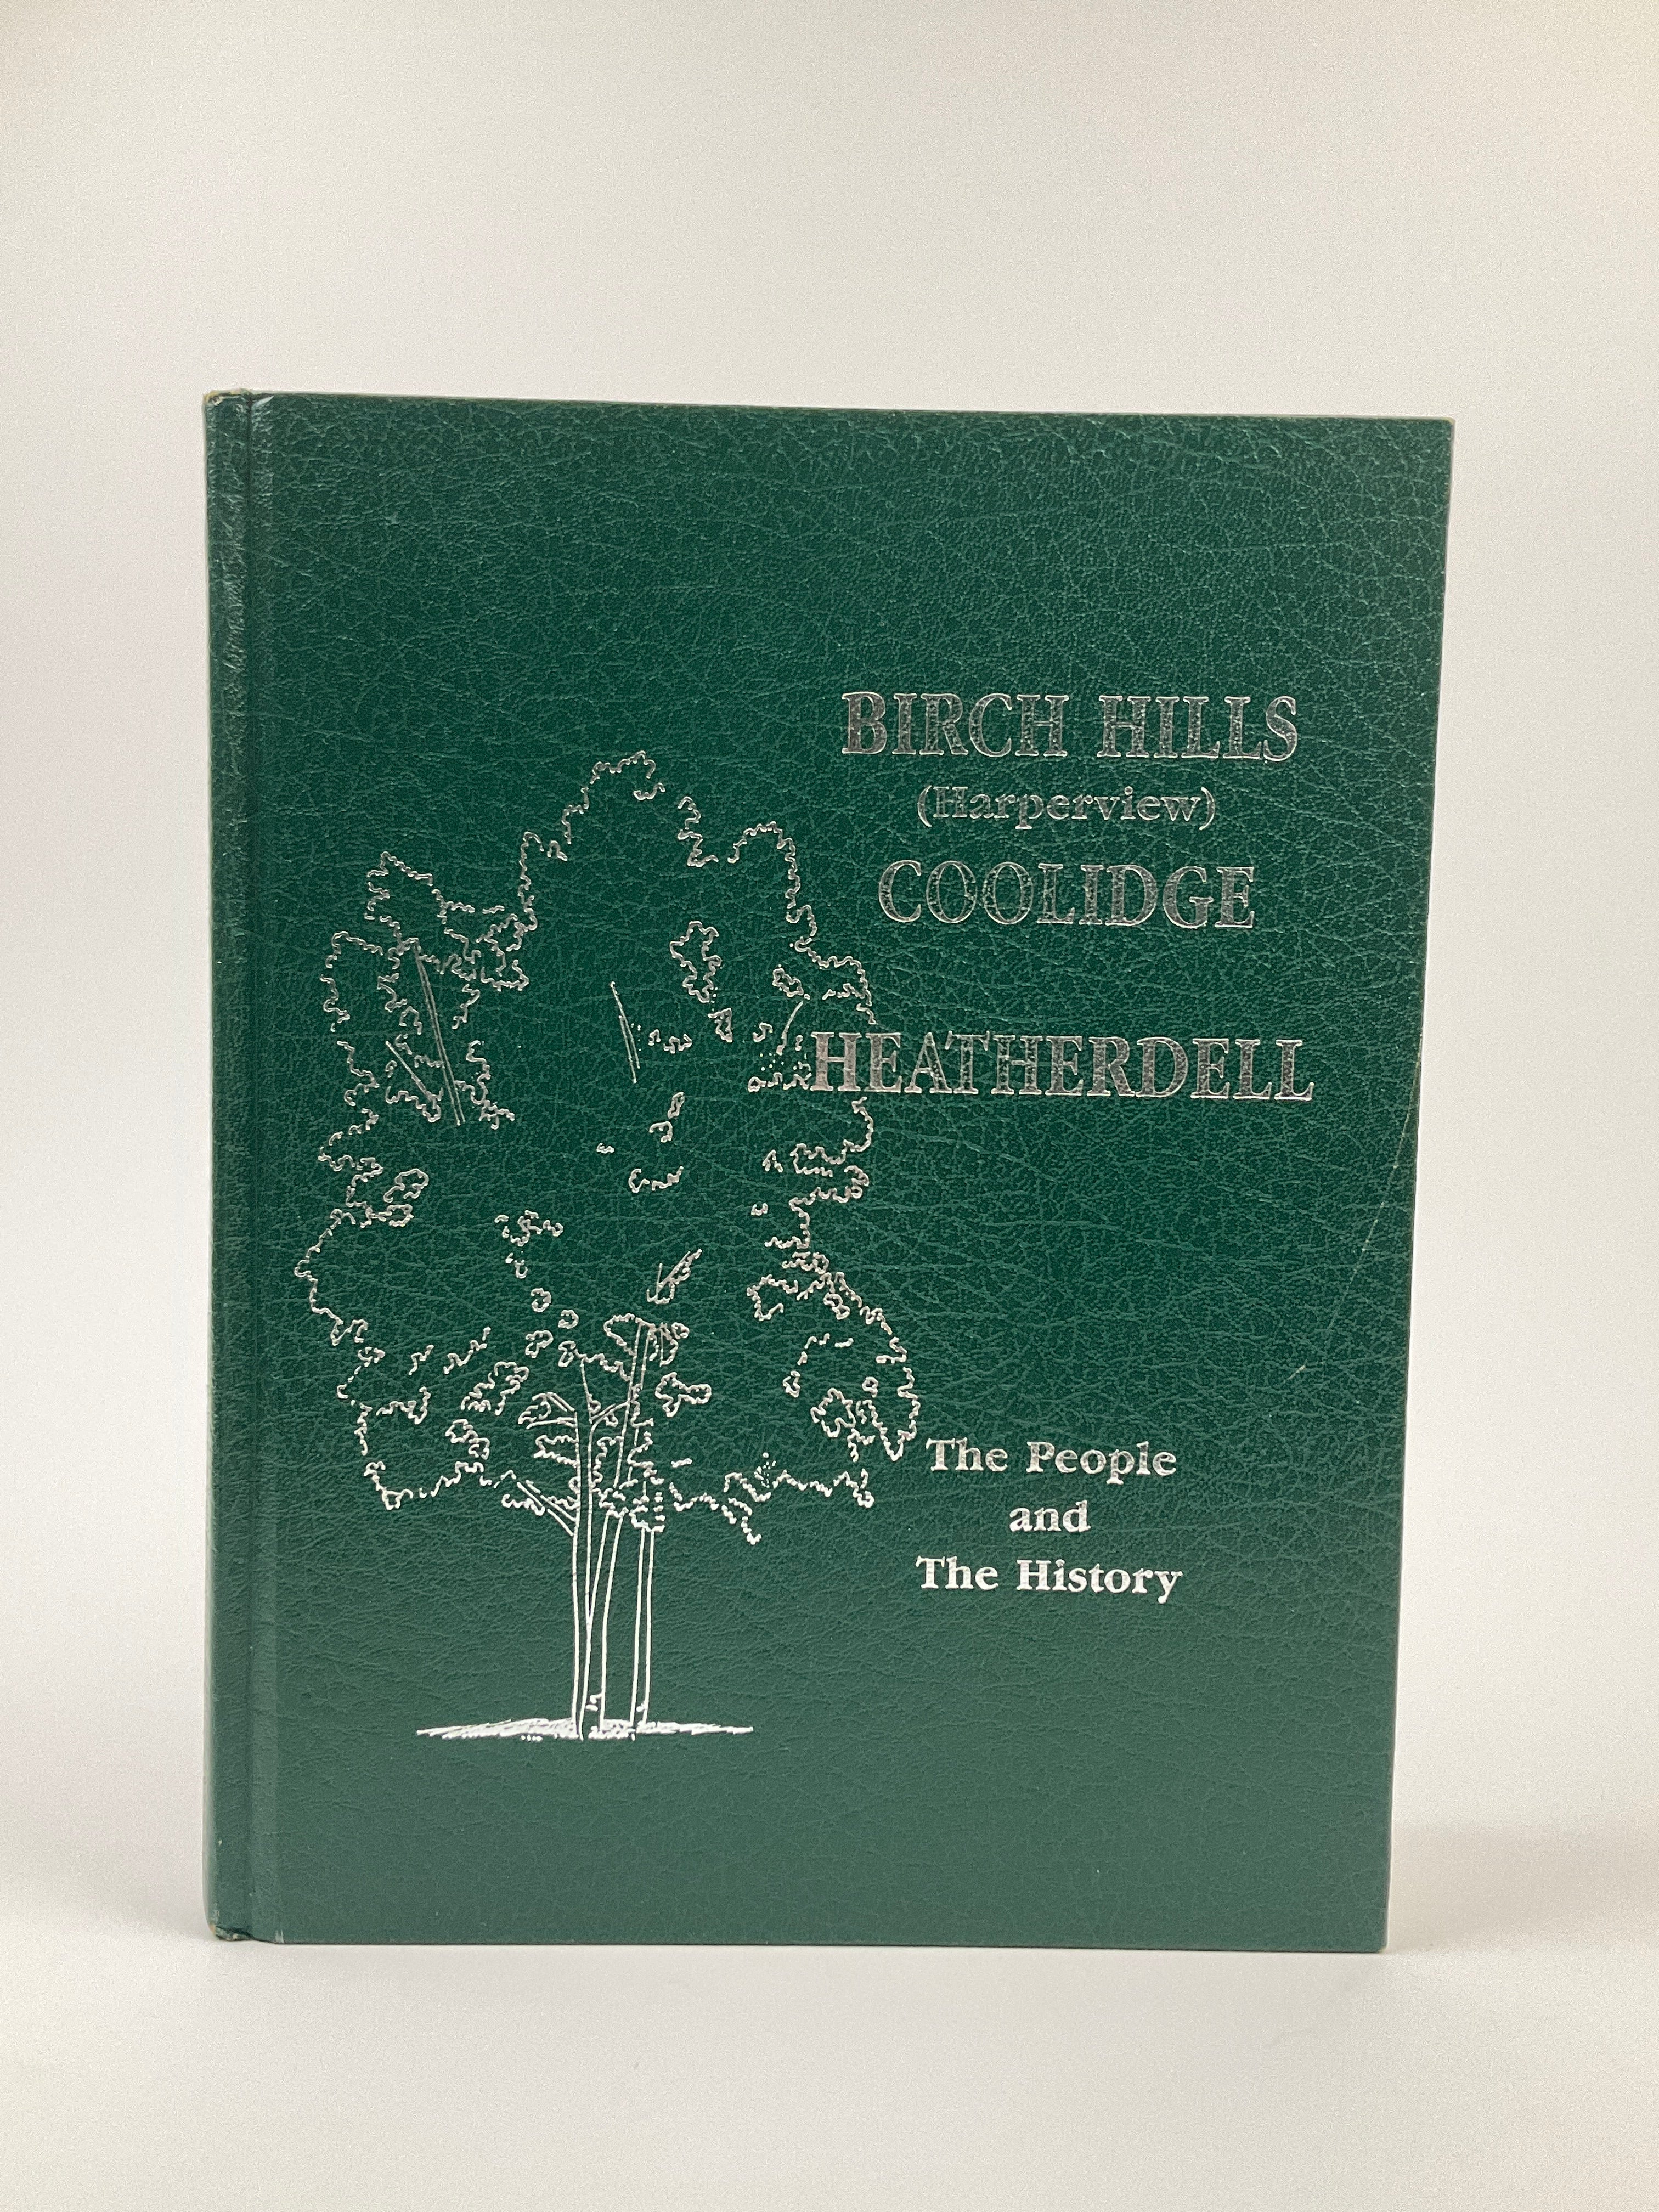 BIRCH HILLS
(Harperview)
COOLIDGE
HEATHERDELL
The People
and
The History